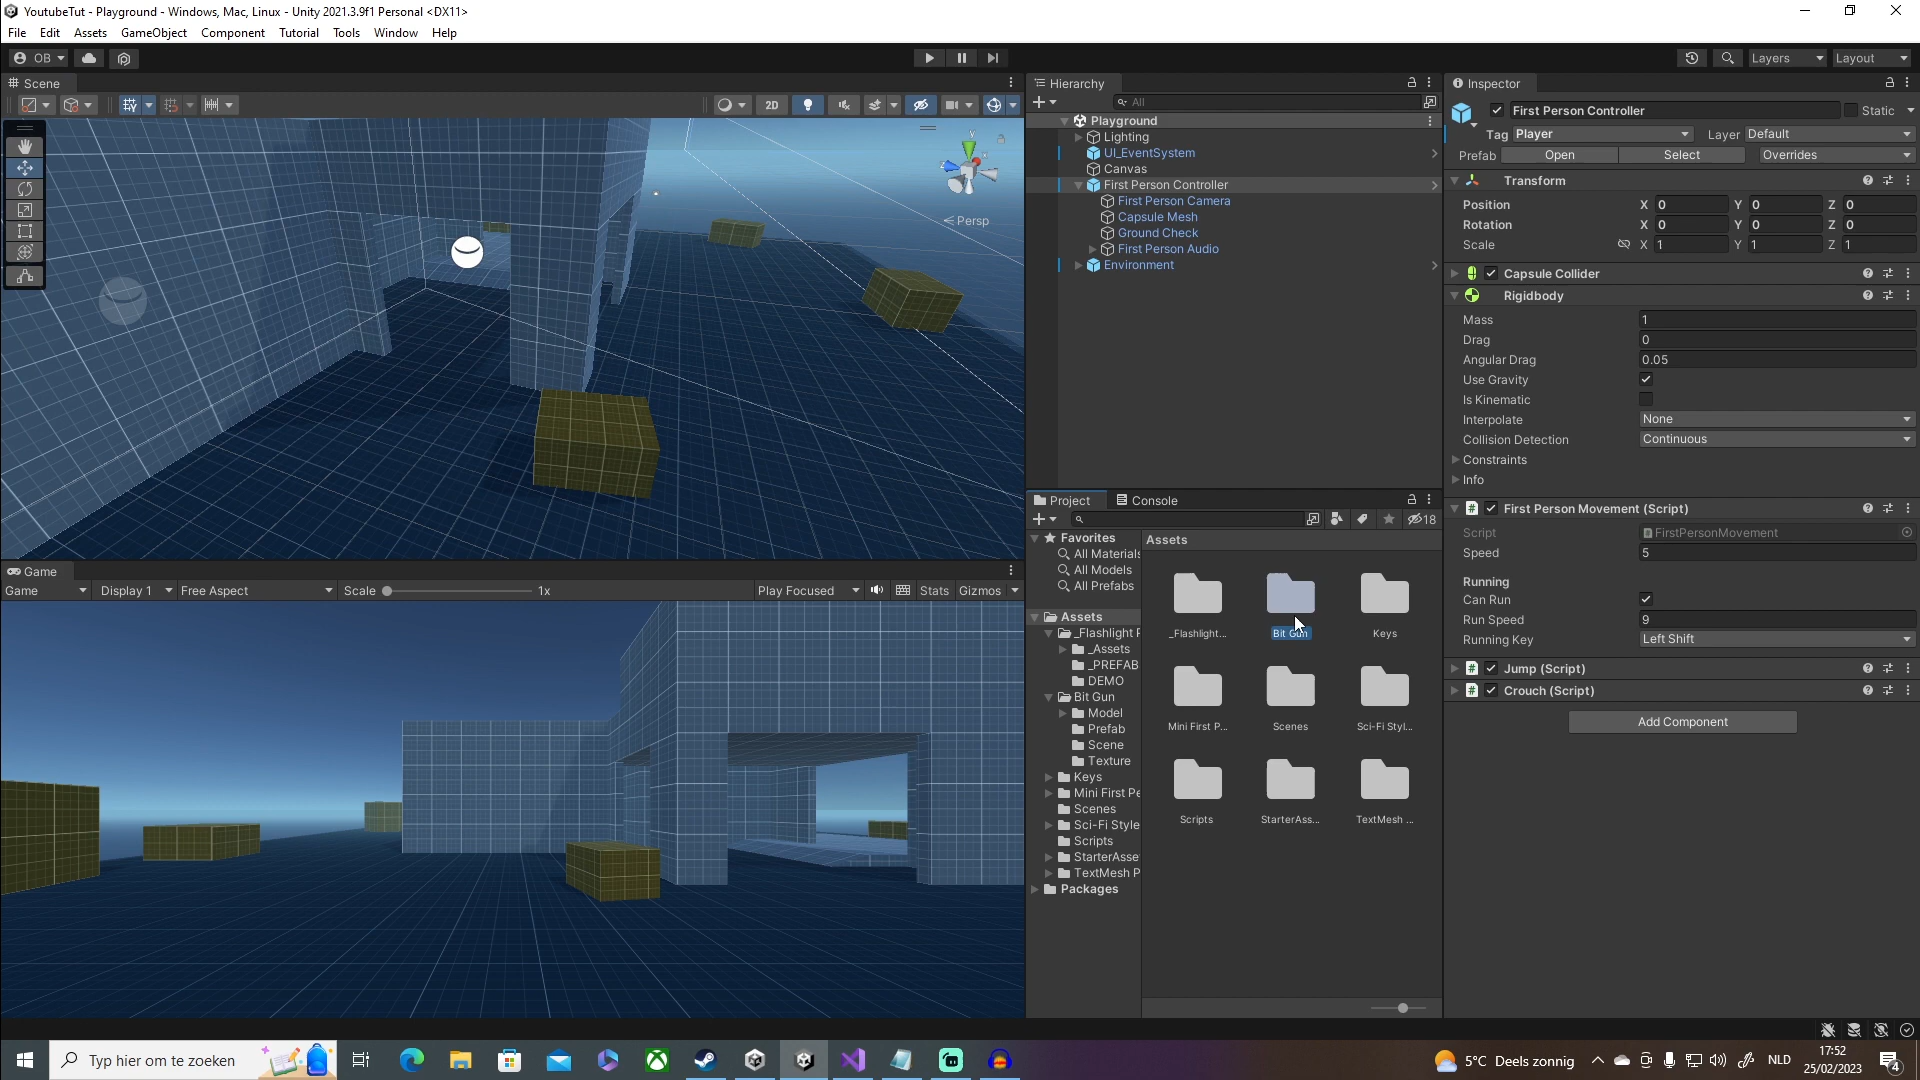 YoutubeTut - Playground - Windows, Mac, Linux - Unity 2021.3.9f1 Personal <DX11>
File Edit Assets GameObject Component Tutorial Tools Window Help
OB
Layers Layout
Scene
2D
Y
Persp
Game
Game Display 1 Free Aspect Scale 1x Play Focused Stats Gizmos
Hierarchy
All
Playground
Lighting
UI_EventSystem
Canvas
First Person Controller
First Person Camera
Capsule Mesh
Ground Check
First Person Audio
Environment
Project Console
18
Favorites
All Materials
All Models
All Prefabs
Assets
_Flashlight P
_Assets
_PREFAB
DEMO
Bit Gun
Model
Prefab
Scene
Texture
Keys
Mini First Pe
Scenes
Sci-Fi Style
Scripts
StarterAsse
TextMesh P
Packages
Assets
_Flashlight... Bit Gun Keys
Mini First P... Scenes Sci-Fi Styl...
Scripts StarterAss... TextMesh ...
Inspector
First Person Controller Static
Tag Player Layer Default
Prefab Open Select Overrides
Transform
Position X 0 Y 0 Z 0
Rotation X 0 Y 0 Z 0
Scale X 1 Y 1 Z 1
Capsule Collider
Rigidbody
Mass 1
Drag 0
Angular Drag 0.05
Use Gravity
Is Kinematic
Interpolate None
Collision Detection Continuous
Constraints
Info
First Person Movement (Script)
Script FirstPersonMovement
Speed 5
Running
Can Run
Run Speed 9
Running Key Left Shift
Jump (Script)
Crouch (Script)
Add Component
Typ hier om te zoeken
5°C Deels zonnig
NLD
17:52
25/02/2023
4